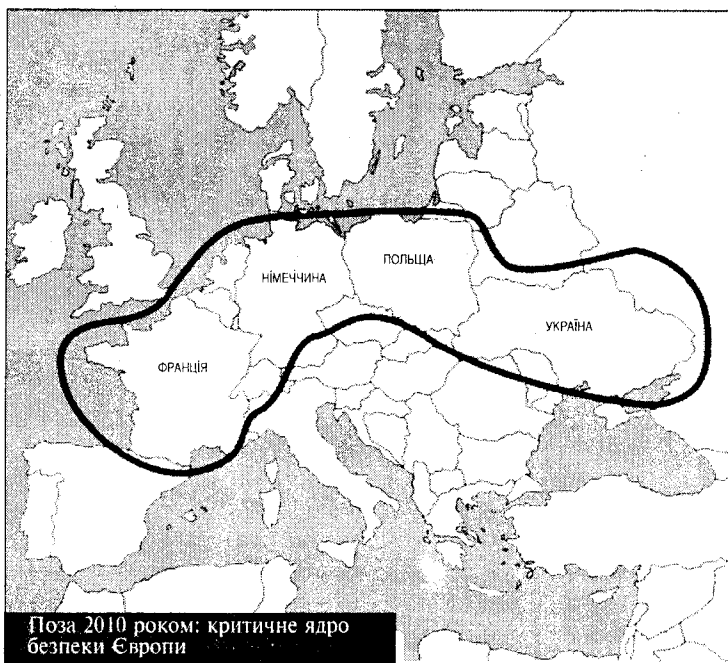 ПОЛЬЩА
НІМЕЧЧИНА
УКРАЇНА
ФРАНЦІЯ
Поза 2010 роком: критичне ядро
безпеки Європи